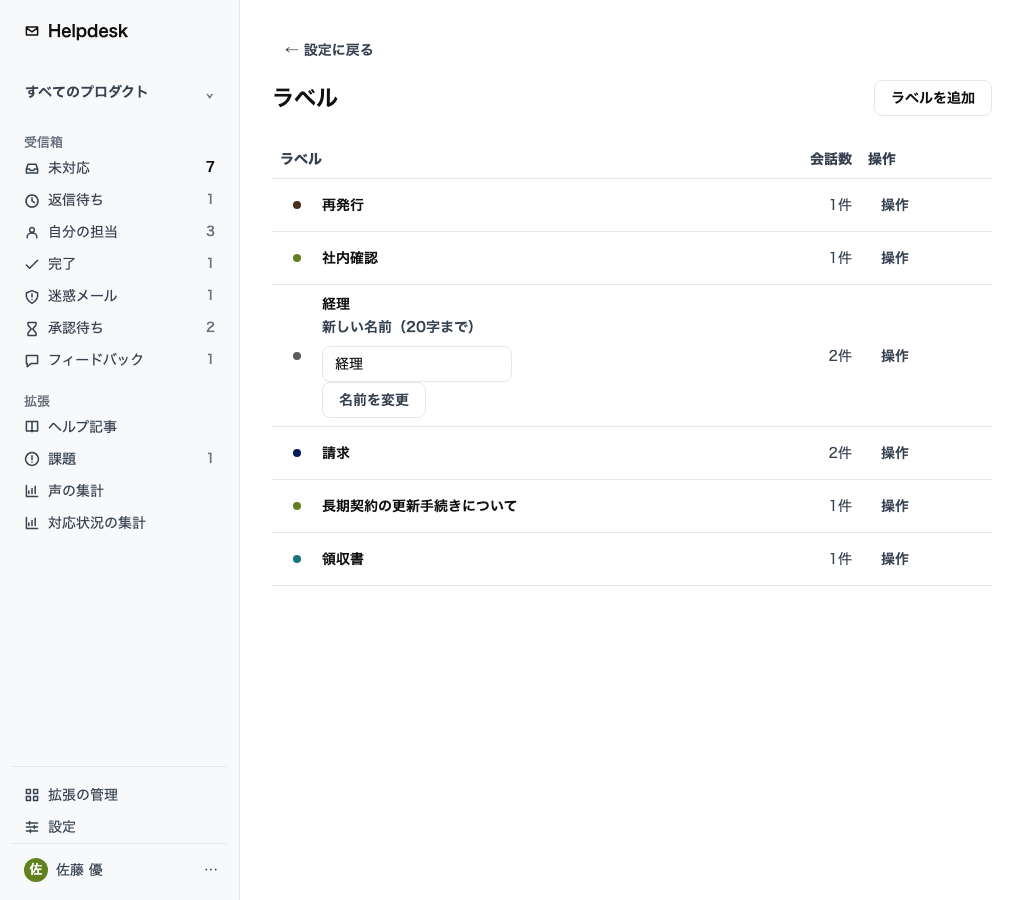 Helpdesk
すべてのプロダクト
受信箱
未対応 7
返信待ち 1
自分の担当 3
完了 1
迷惑メール 1
承認待ち 2
フィードバック 1
拡張
ヘルプ記事
課題 1
声の集計
対応状況の集計
拡張の管理
設定
佐 佐藤 優 …
← 設定に戻る
ラベル
ラベルを追加
ラベル 会話数 操作
再発行 1件 操作
社内確認 1件 操作
経理
新しい名前（20字まで）
経理
2件 操作
名前を変更
請求 2件 操作
長期契約の更新手続きについて 1件 操作
領収書 1件 操作